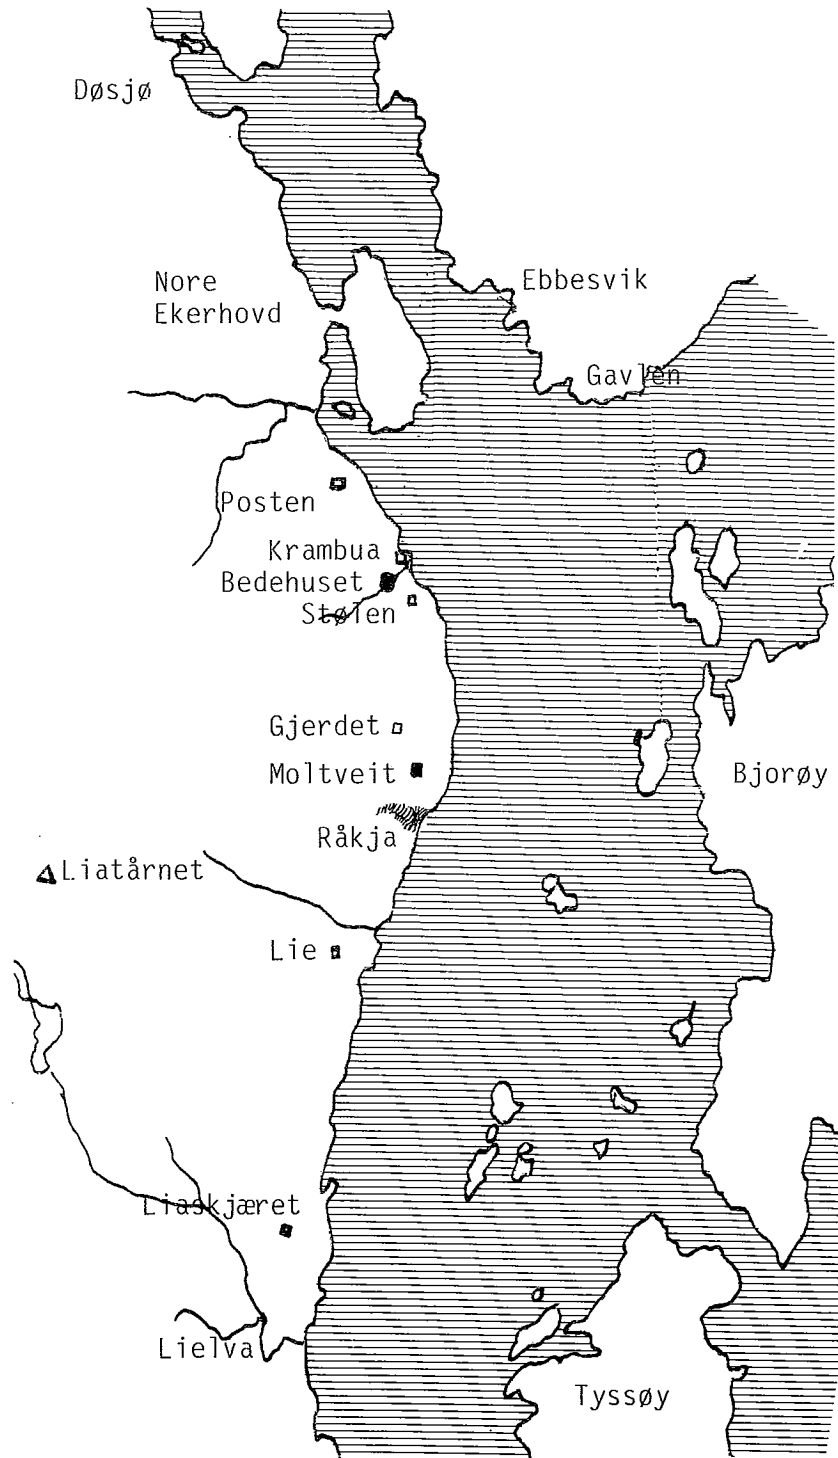 Døsjø
Nore
Ekerhovd
Ebbesvik
Gavlen
Posten
Krambua
Bedehuset
Stølen
Gjerdet
Moltveit
Bjorøy
Råkja
Liatårnet
Lie
Liaskjæret
Lielva
Tyssøy